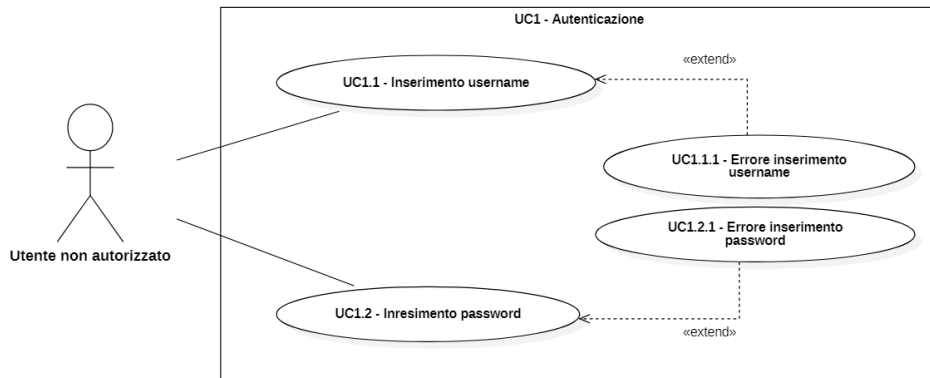 UC1 - Autenticazione
«extend»
UC1.1 - Inserimento username
UC1.1.1 - Errore inserimento
username
UC1.2.1 - Errore inserimento
password
Utente non autorizzato
UC1.2 - Inresimento password
«extend»